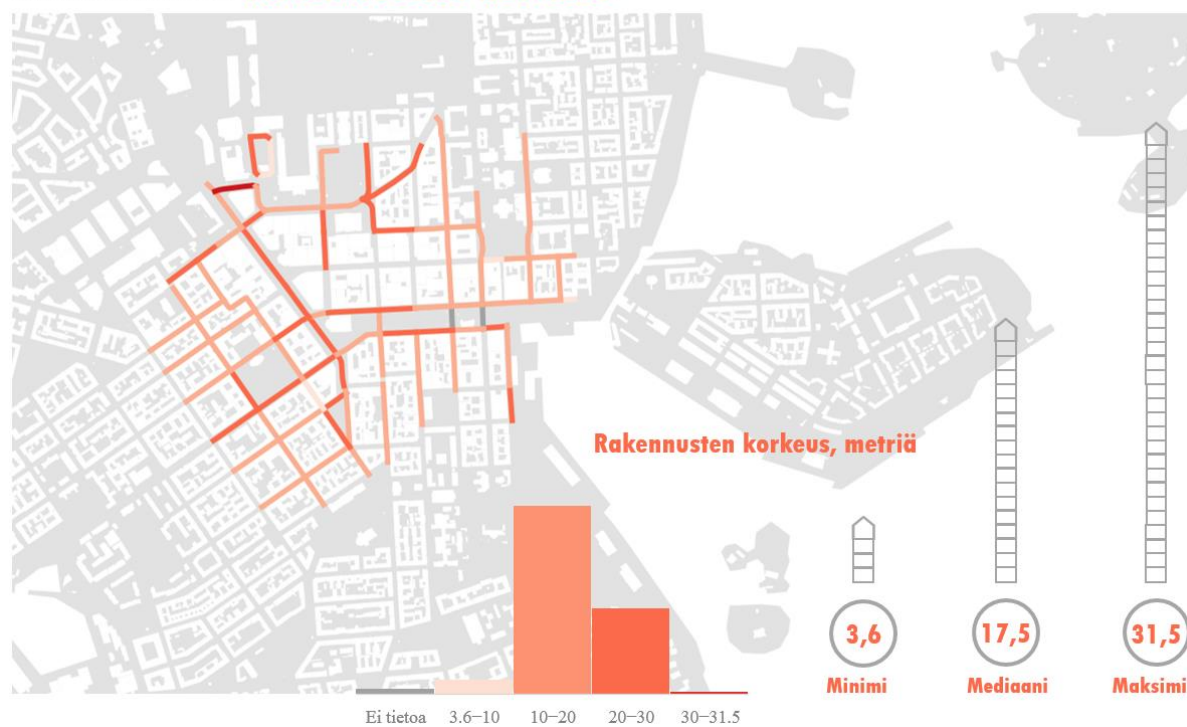 Rakennusten korkeus, metriä
3,6
17,5
31,5
Minimi
Mediaani
Maksimi
Ei tietoa
3.6–10
10–20
20–30
30–31.5